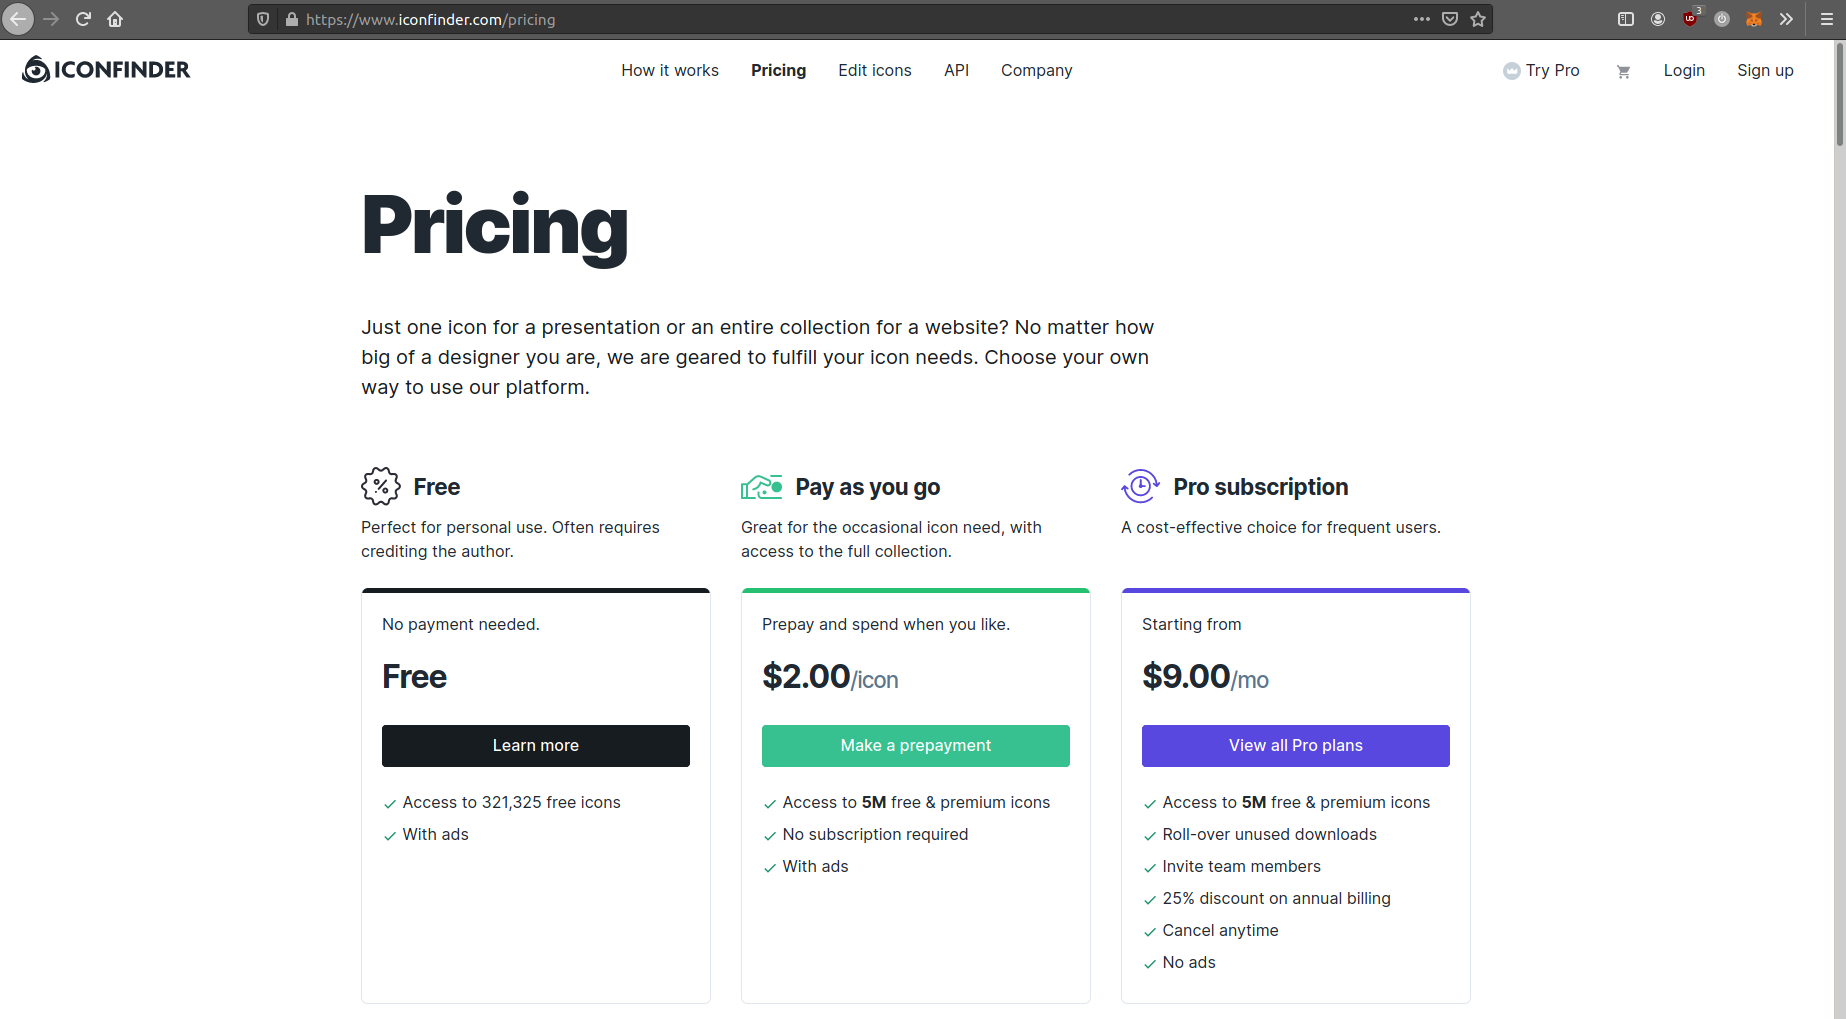 https://www.iconfinder.com/pricing
3
ICONFINDER
How it works
Pricing
Edit icons
API
Company
Try Pro
Login
Sign up
Pricing
Just one icon for a presentation or an entire collection for a website? No matter how
big of a designer you are, we are geared to fulfill your icon needs. Choose your own
way to use our platform.
Free
Perfect for personal use. Often requires
crediting the author.
No payment needed.
Free
Learn more
Access to 321,325 free icons
With ads
Pay as you go
Great for the occasional icon need, with
access to the full collection.
Prepay and spend when you like.
$2.00/icon
Make a prepayment
Access to 5M free & premium icons
No subscription required
With ads
Pro subscription
A cost-effective choice for frequent users.
Starting from
$9.00/mo
View all Pro plans
Access to 5M free & premium icons
Roll-over unused downloads
Invite team members
25% discount on annual billing
Cancel anytime
No ads